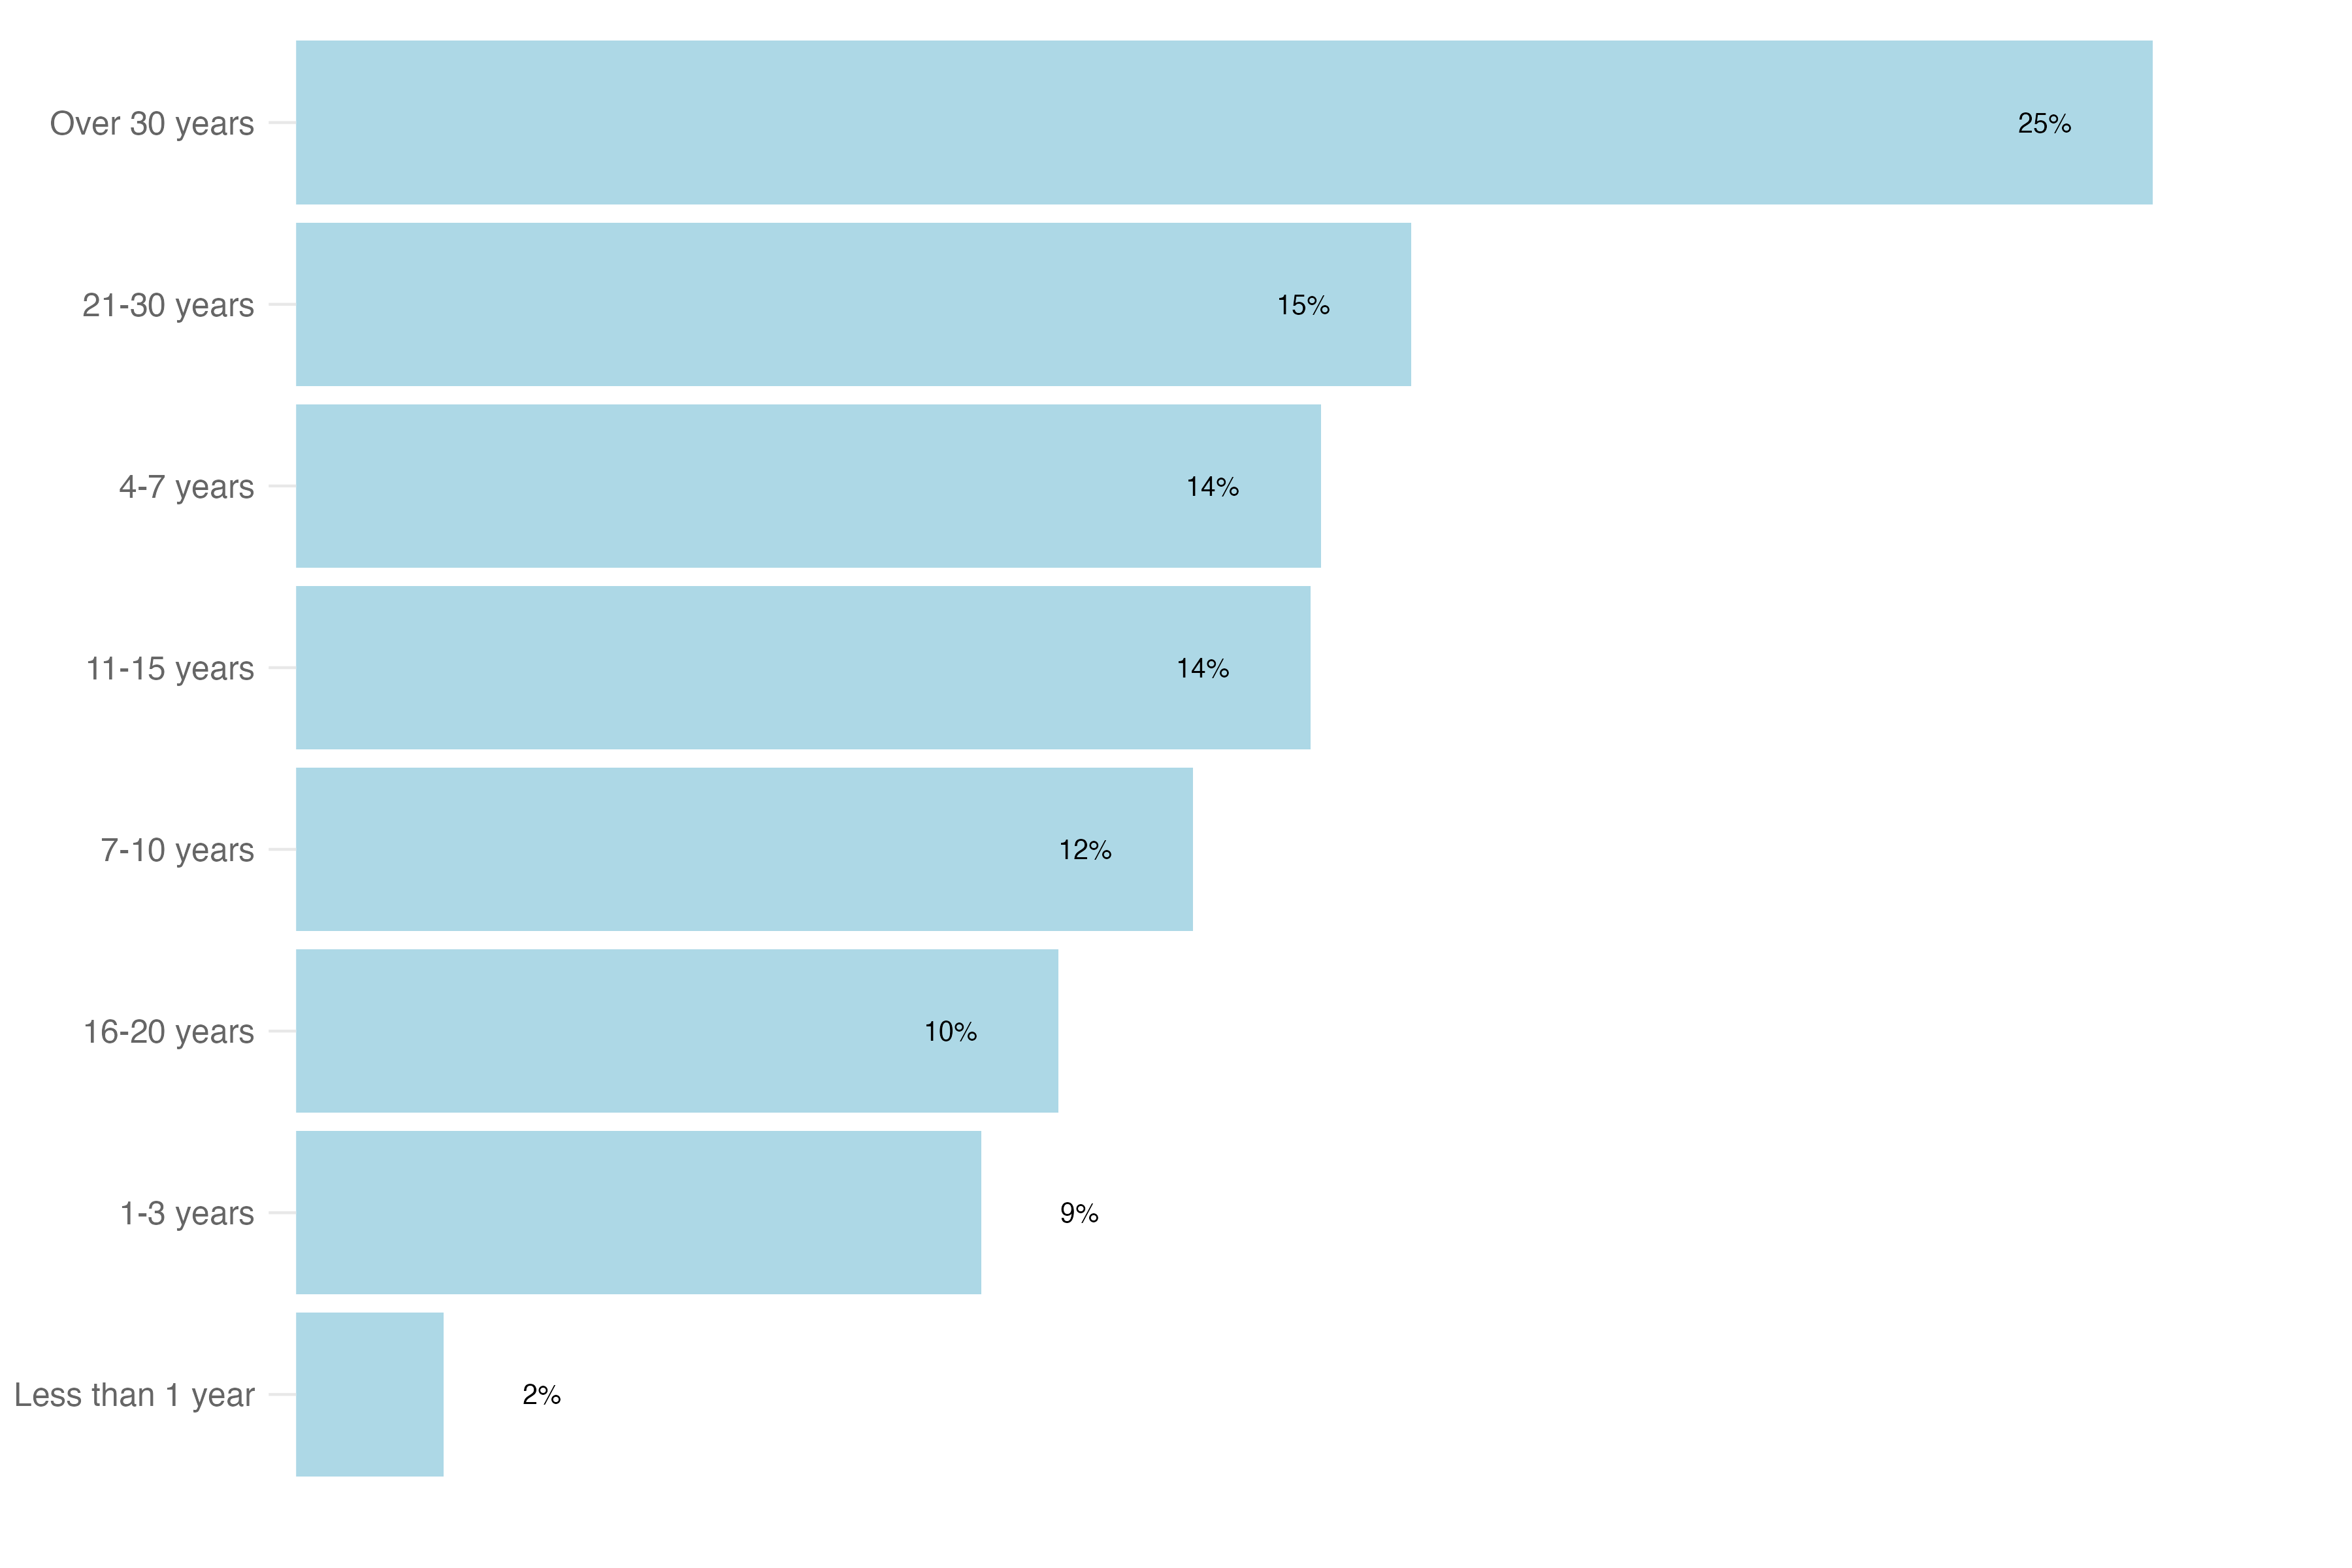 Over 30 years 25%
21-30 years 15%
4-7 years 14%
11-15 years 14%
7-10 years 12%
16-20 years 10%
1-3 years 9%
Less than 1 year 2%